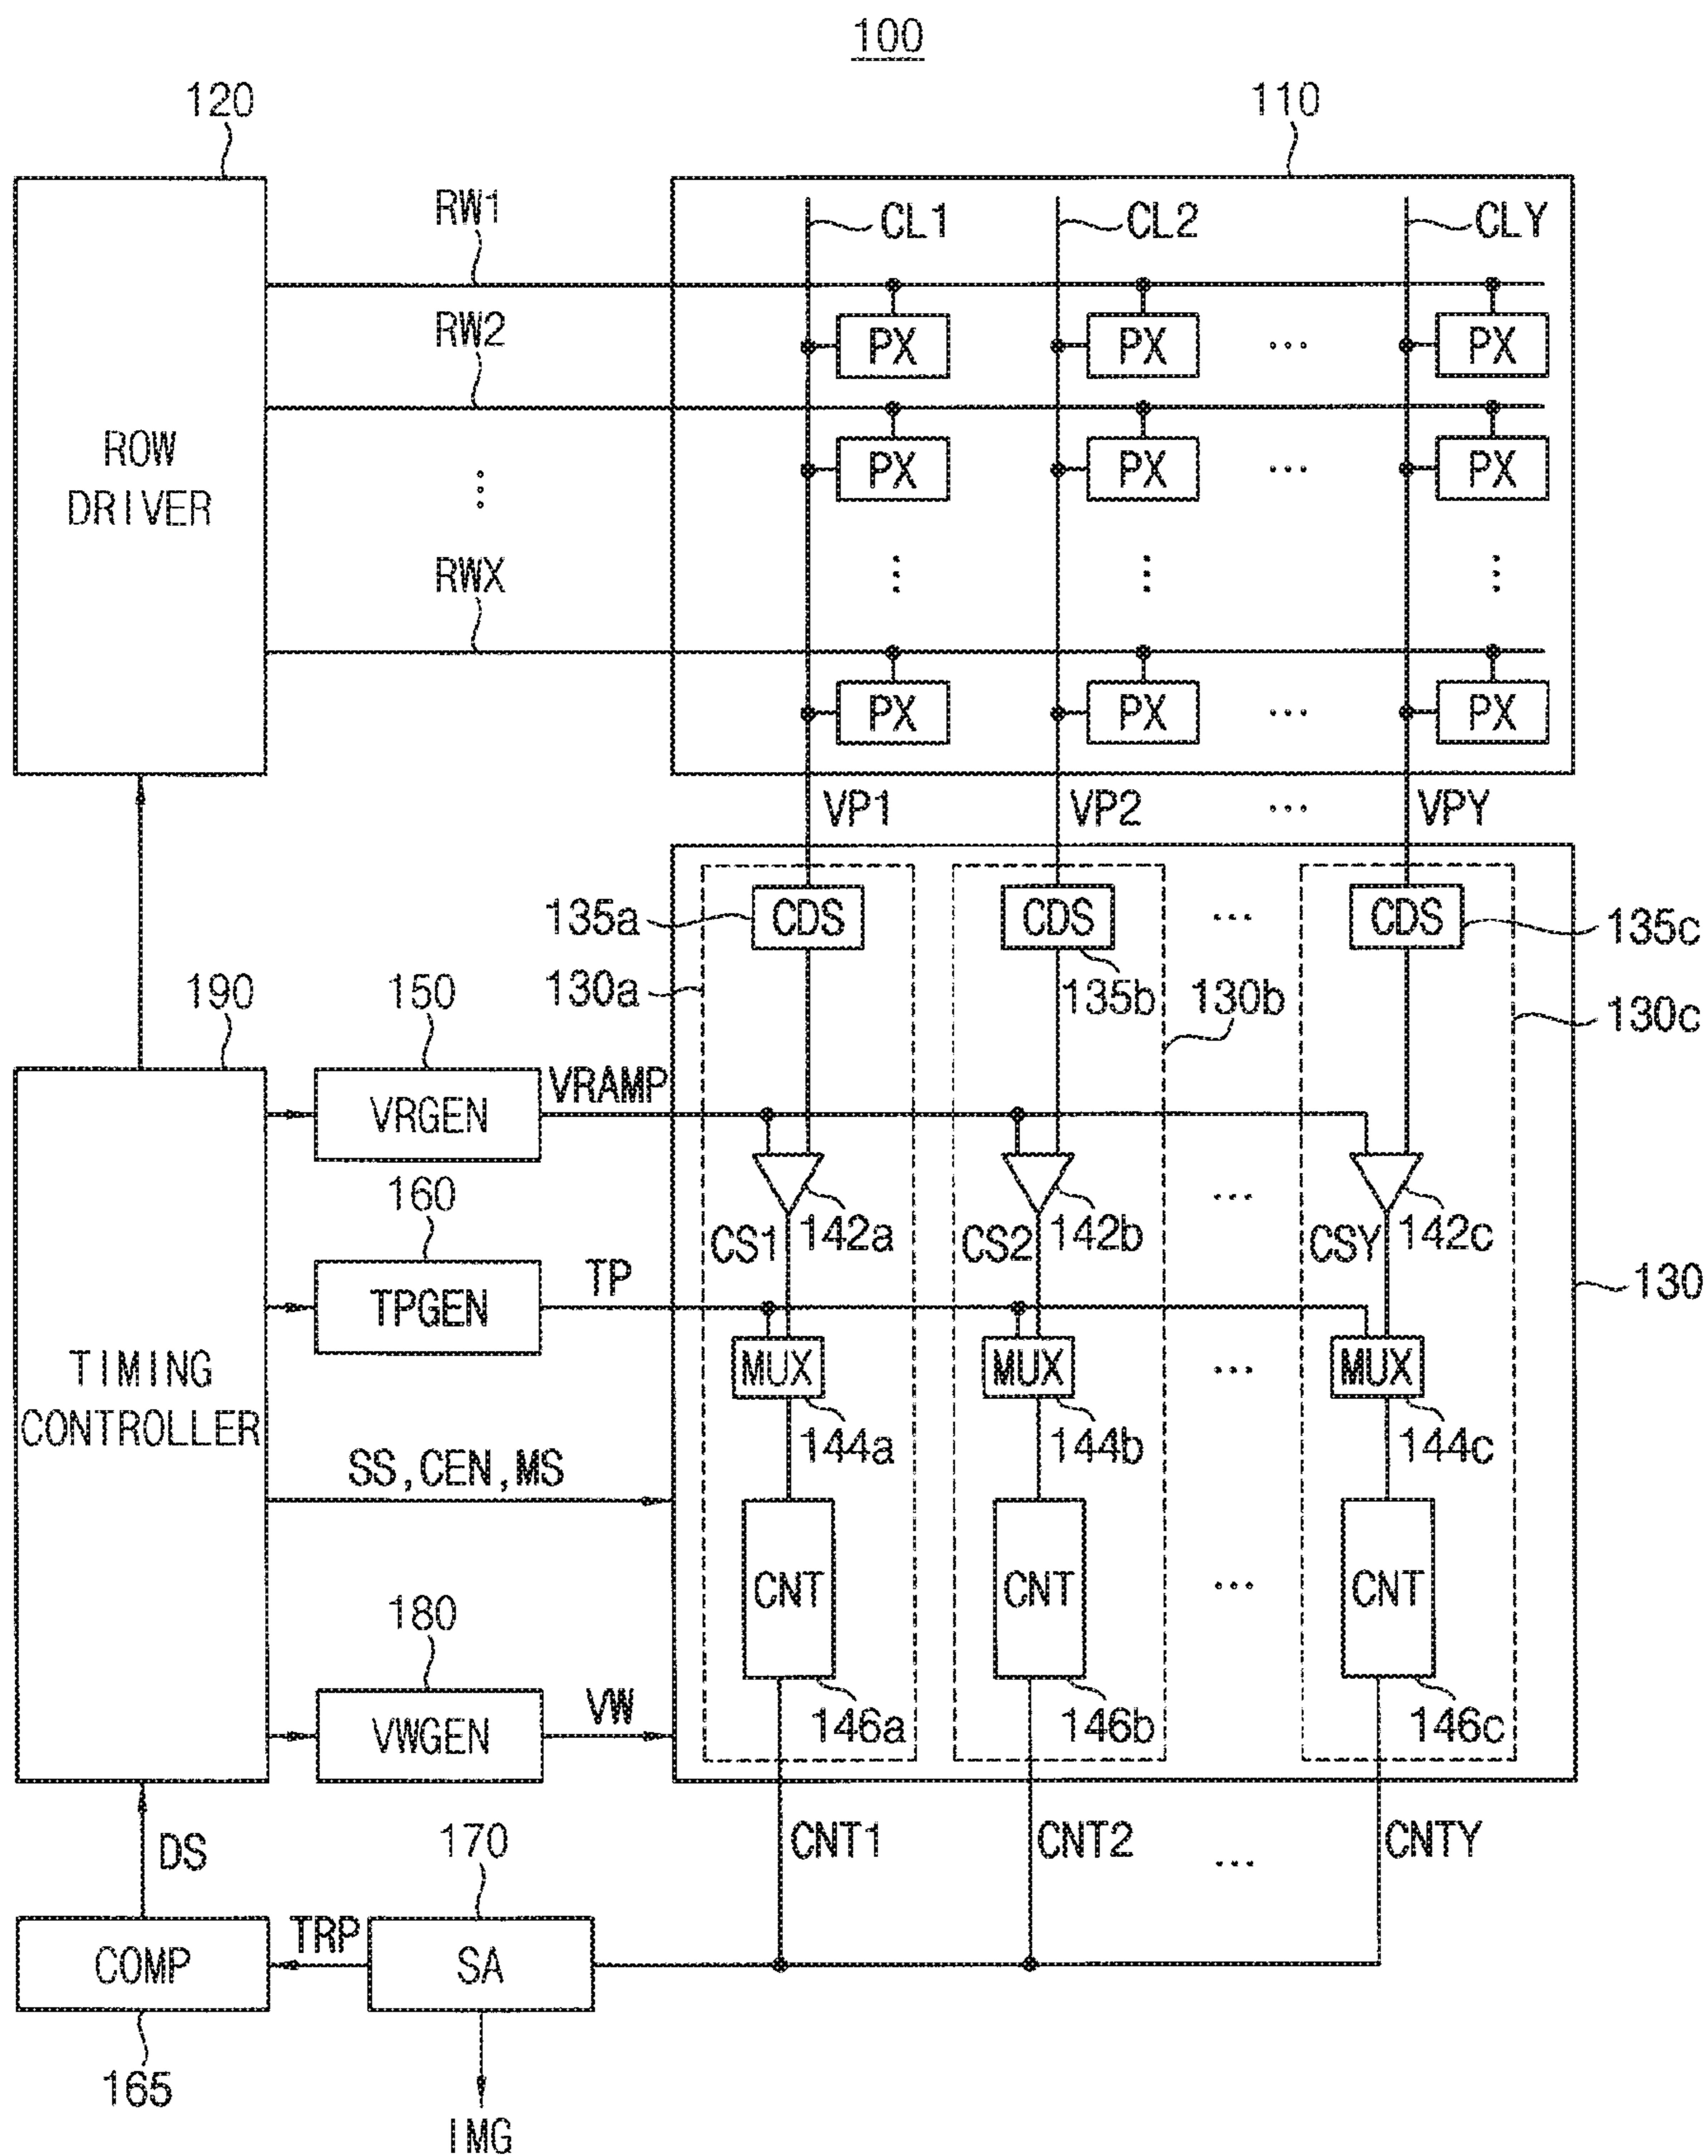 100
120
110
RW1
CL1
CL2
CLY
PX
PX
...
PX
RW2
PX
PX
...
PX
ROW
DRIVER
RWX
PX
PX
...
PX
VP1
VP2
...
VPY
CDS
CDS
...
CDS
135a
135b
135c
130a
130b
130c
190
150
VRAMP
VRGEN
160
142a
142b
...
142c
CS1
CS2
CSY
TP
130
TPGEN
MUX
MUX
...
MUX
TIMING
CONTROLLER
144a
144b
144c
SS,CEN,MS
CNT
CNT
...
CNT
180
VW
VWGEN
146a
146b
146c
DS
170
CNT1
CNT2
...
CNTY
COMP
TRP
SA
165
IMG